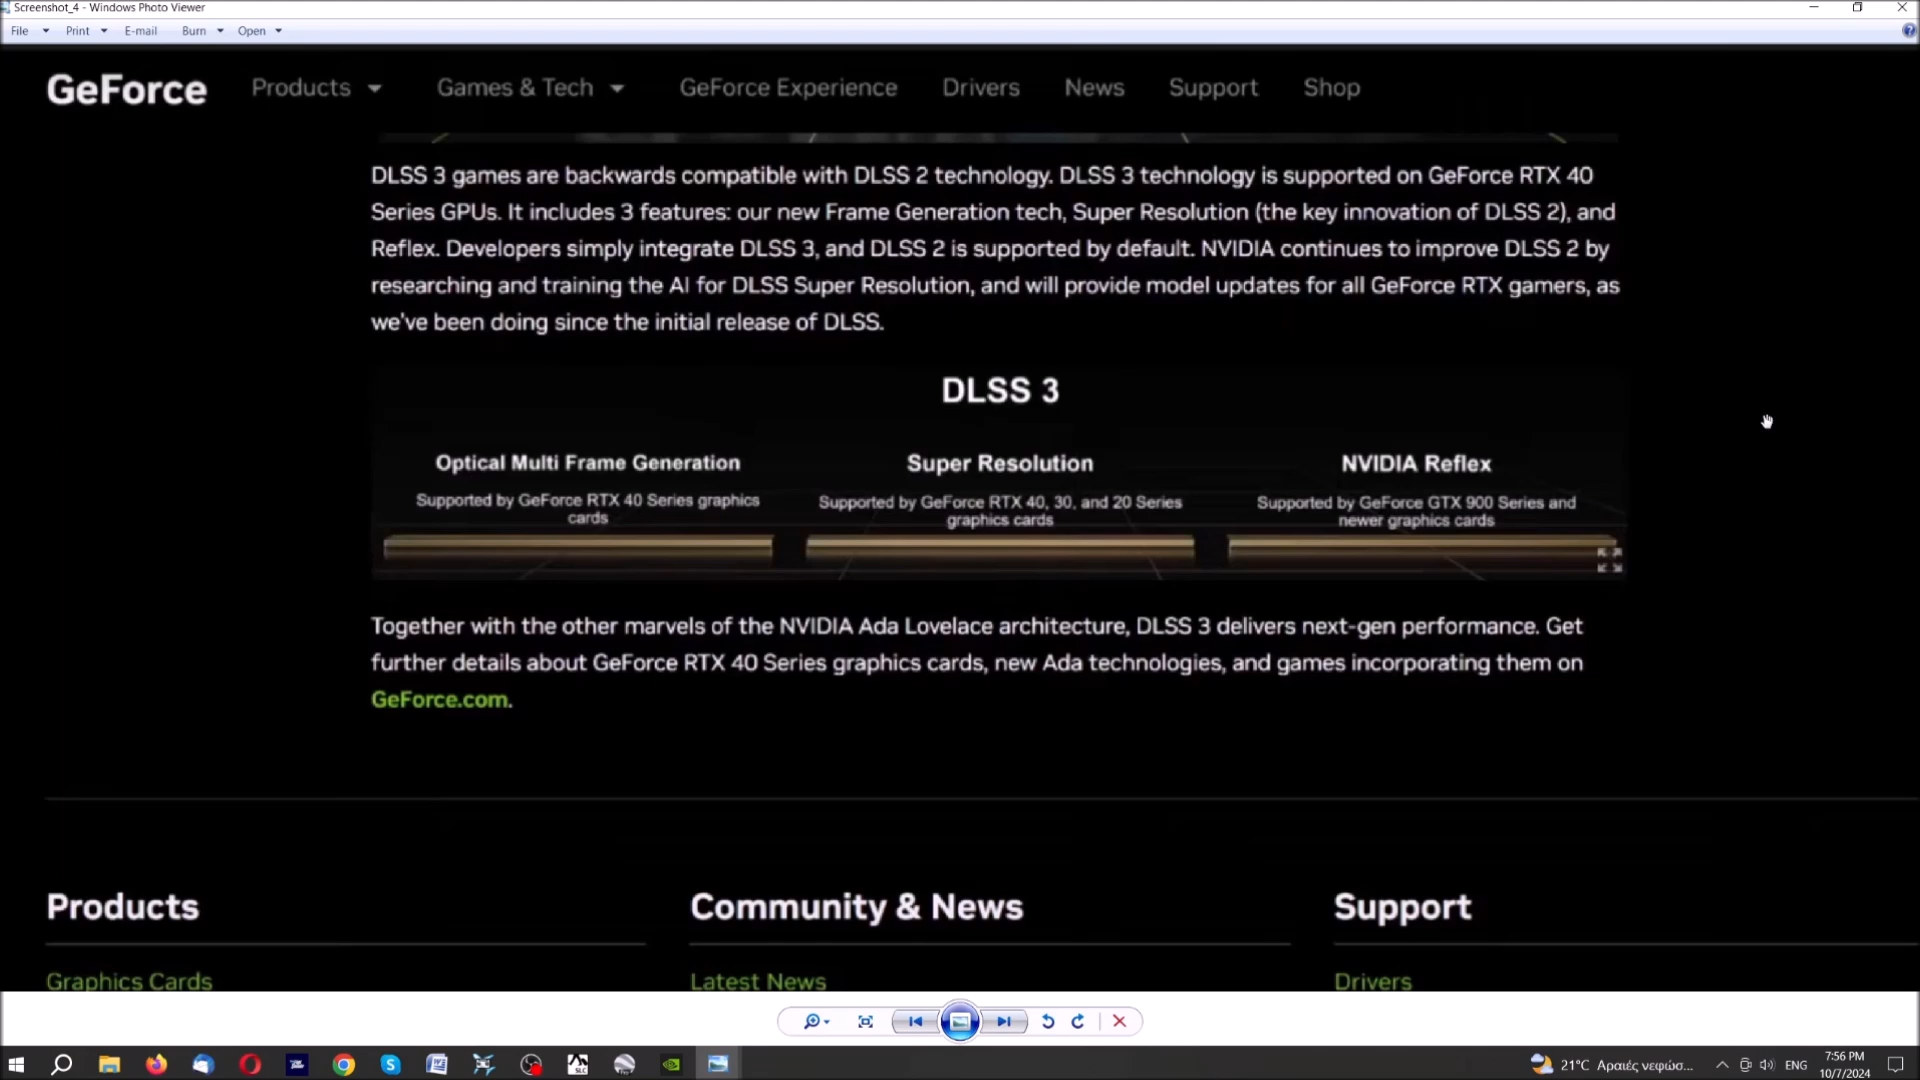 Screenshot_4 - Windows Photo Viewer
File Print E-mail Burn Open
GeForce Products Games & Tech GeForce Experience Drivers News Support Shop
DLSS 3 games are backwards compatible with DLSS 2 technology. DLSS 3 technology is supported on GeForce RTX 40
Series GPUs. It includes 3 features: our new Frame Generation tech, Super Resolution (the key innovation of DLSS 2), and
Reflex. Developers simply integrate DLSS 3, and DLSS 2 is supported by default. NVIDIA continues to improve DLSS 2 by
researching and training the AI for DLSS Super Resolution, and will provide model updates for all GeForce RTX gamers, as
we've been doing since the initial release of DLSS.
DLSS 3
Optical Multi Frame Generation
Supported by GeForce RTX 40 Series graphics
cards
Super Resolution
Supported by GeForce RTX 40, 30, and 20 Series
graphics cards
NVIDIA Reflex
Supported by GeForce GTX 900 Series and
newer graphics cards
Together with the other marvels of the NVIDIA Ada Lovelace architecture, DLSS 3 delivers next-gen performance. Get
further details about GeForce RTX 40 Series graphics cards, new Ada technologies, and games incorporating them on
GeForce.com.
Products Community & News Support
Graphics Cards Latest News Drivers
21°C Αραιές νεφώσ... ENG
7:56 PM
10/7/2024